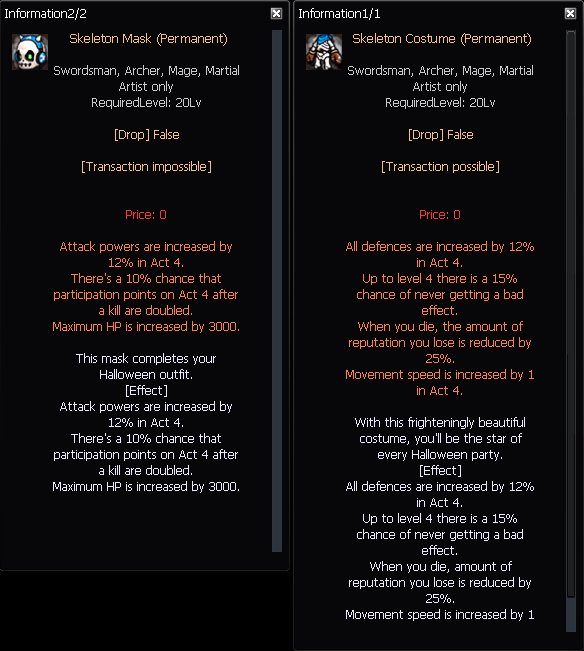 Information2/2
Skeleton Mask (Permanent)
Swordsman, Archer, Mage, Martial
Artist only
RequiredLevel: 20Lv
[Drop] False
[Transaction impossible]
Price: 0
Attack powers are increased by
12% in Act 4.
There's a 10% chance that
participation points on Act 4 after
a kill are doubled.
Maximum HP is increased by 3000.
This mask completes your
Halloween outfit.
[Effect]
Attack powers are increased by
12% in Act 4.
There's a 10% chance that
participation points on Act 4 after
a kill are doubled.
Maximum HP is increased by 3000.
Information1/1
Skeleton Costume (Permanent)
Swordsman, Archer, Mage, Martial
Artist only
RequiredLevel: 20Lv
[Drop] False
[Transaction possible]
Price: 0
All defences are increased by 12%
in Act 4.
Up to level 4 there is a 15%
chance of never getting a bad
effect.
When you die, the amount of
reputation you lose is reduced by
25%.
Movement speed is increased by 1
in Act 4.
With this frighteningly beautiful
costume, you'll be the star of
every Halloween party.
[Effect]
All defences are increased by 12%
in Act 4.
Up to level 4 there is a 15%
chance of never getting a bad
effect.
When you die, amount of
reputation you lose is reduced by
25%.
Movement speed is increased by 1